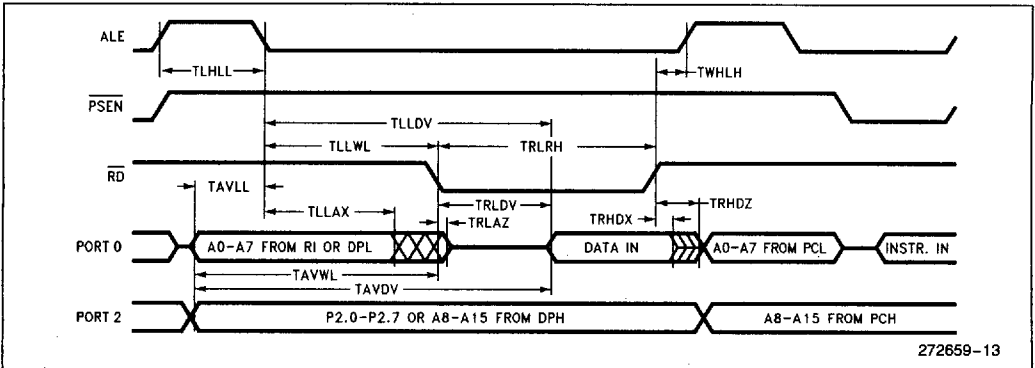 ALE
TLHLL
TWHLH
PSEN
TLLDV
TLLWL
TRLRH
RD
TAVLL
TRLDV
TRHDZ
TLLAX
TRLAZ
TRHDX
PORT 0
A0-A7 FROM RI OR DPL
DATA IN
A0-A7 FROM PCL
INSTR. IN
TAVWL
TAVDV
PORT 2
P2.0-P2.7 OR A8-A15 FROM DPH
A8-A15 FROM PCH
272659-13